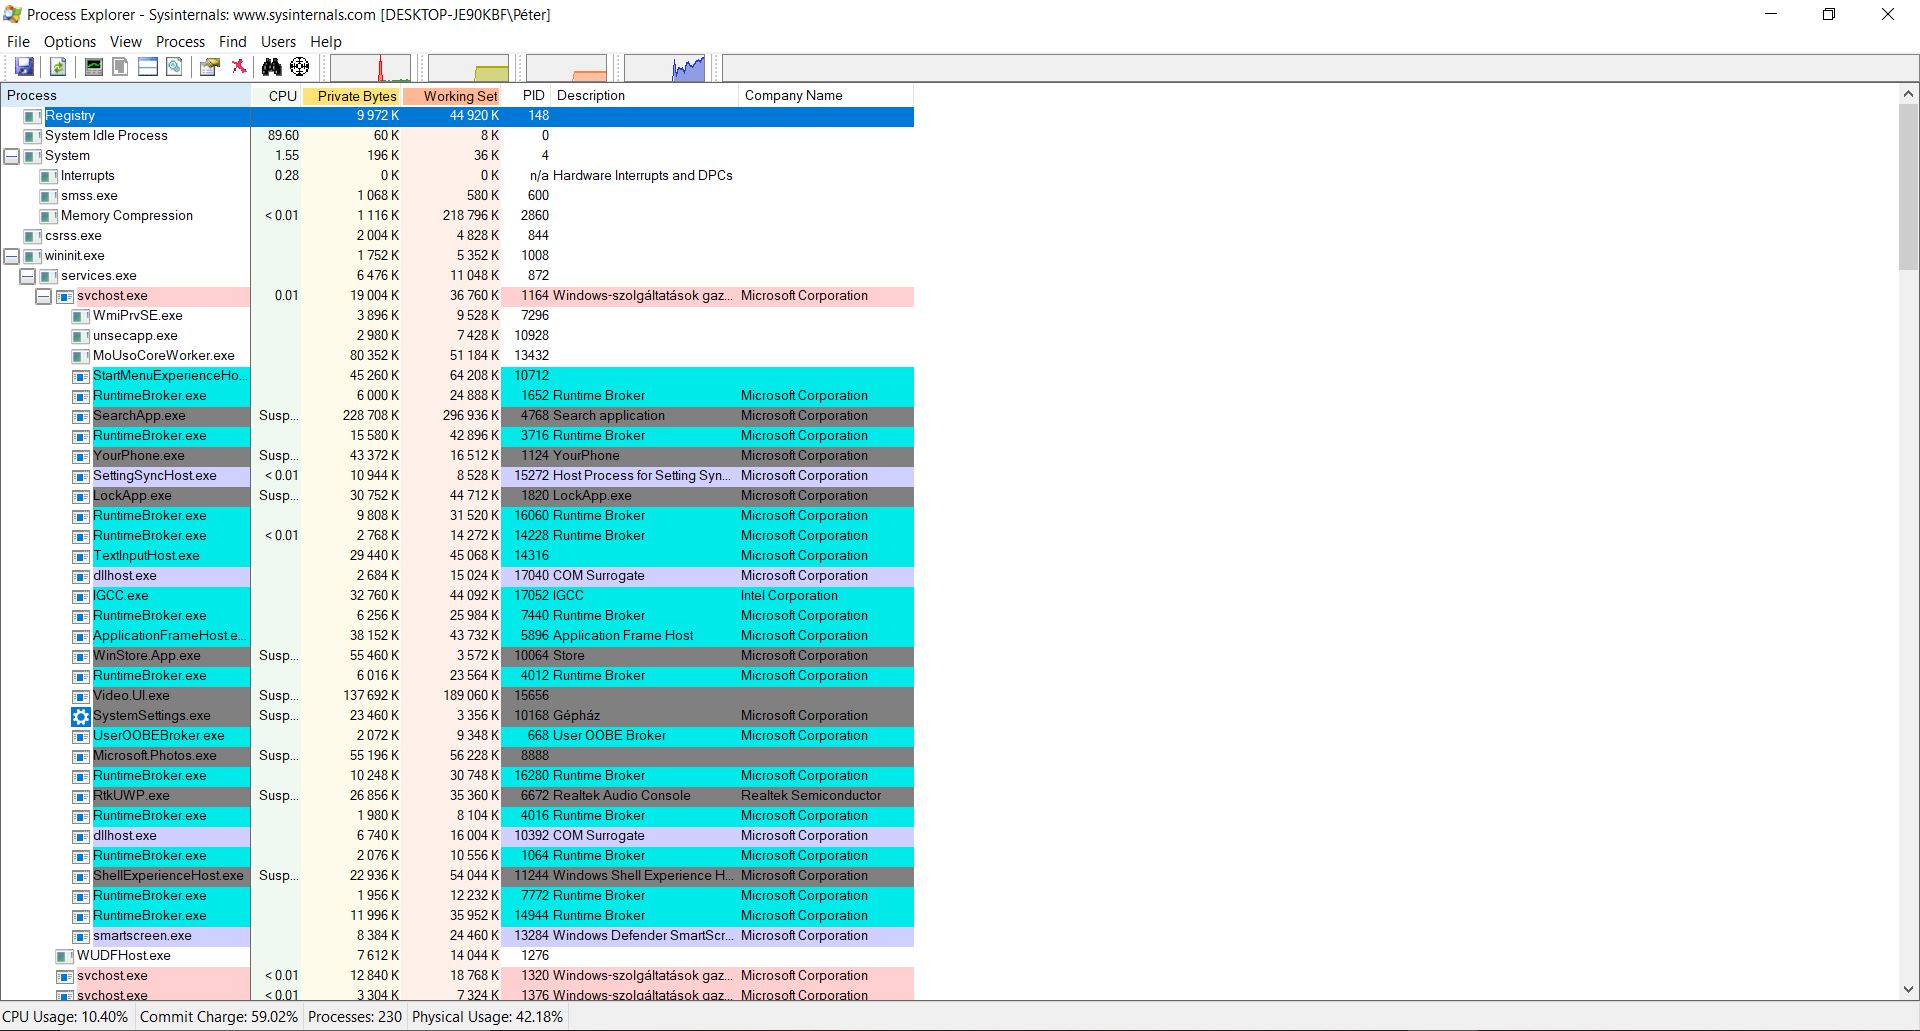 Process Explorer - Sysinternals: www.sysinternals.com [DESKTOP-JE90KBF\Péter]
File Options View Process Find Users Help
Process CPU Private Bytes Working Set PID Description Company Name
Registry 9 972 K 44 920 K 148
System Idle Process 89.60 60 K 8 K 0
System 1.55 196 K 36 K 4
Interrupts 0.28 0 K 0 K n/a Hardware Interrupts and DPCs
smss.exe 1 068 K 580 K 600
Memory Compression < 0.01 1 116 K 218 796 K 2860
csrss.exe 2 004 K 4 828 K 844
wininit.exe 1 752 K 5 352 K 1008
services.exe 6 476 K 11 048 K 872
svchost.exe 0.01 19 004 K 36 760 K 1164 Windows-szolgáltatások gaz... Microsoft Corporation
WmiPrvSE.exe 3 896 K 9 528 K 7296
unsecapp.exe 2 980 K 7 428 K 10928
MoUsoCoreWorker.exe 80 352 K 51 184 K 13432
StartMenuExperienceHo... 45 260 K 64 208 K 10712
RuntimeBroker.exe 6 000 K 24 888 K 1652 Runtime Broker Microsoft Corporation
SearchApp.exe Susp... 228 708 K 296 936 K 4768 Search application Microsoft Corporation
RuntimeBroker.exe 15 580 K 42 896 K 3716 Runtime Broker Microsoft Corporation
YourPhone.exe Susp... 43 372 K 16 512 K 1124 YourPhone Microsoft Corporation
SettingSyncHost.exe < 0.01 10 944 K 8 528 K 15272 Host Process for Setting Syn... Microsoft Corporation
LockApp.exe Susp... 30 752 K 44 712 K 1820 LockApp.exe Microsoft Corporation
RuntimeBroker.exe 9 808 K 31 520 K 16060 Runtime Broker Microsoft Corporation
RuntimeBroker.exe < 0.01 2 768 K 14 272 K 14228 Runtime Broker Microsoft Corporation
TextInputHost.exe 29 440 K 45 068 K 14316 Microsoft Corporation
dllhost.exe 2 684 K 15 024 K 17040 COM Surrogate Microsoft Corporation
IGCC.exe 32 760 K 44 092 K 17052 IGCC Intel Corporation
RuntimeBroker.exe 6 256 K 25 984 K 7440 Runtime Broker Microsoft Corporation
ApplicationFrameHost.e... 38 152 K 43 732 K 5896 Application Frame Host Microsoft Corporation
WinStore.App.exe Susp... 55 460 K 3 572 K 10064 Store Microsoft Corporation
RuntimeBroker.exe 6 016 K 23 564 K 4012 Runtime Broker Microsoft Corporation
Video.UI.exe Susp... 137 692 K 189 060 K 15656
SystemSettings.exe Susp... 23 460 K 3 356 K 10168 Gépház Microsoft Corporation
UserOOBEBroker.exe 2 072 K 9 348 K 668 User OOBE Broker Microsoft Corporation
Microsoft.Photos.exe Susp... 55 196 K 56 228 K 8888
RuntimeBroker.exe 10 248 K 30 748 K 16280 Runtime Broker Microsoft Corporation
RtkUWP.exe Susp... 26 856 K 35 360 K 6672 Realtek Audio Console Realtek Semiconductor
RuntimeBroker.exe 1 980 K 8 104 K 4016 Runtime Broker Microsoft Corporation
dllhost.exe 6 740 K 16 004 K 10392 COM Surrogate Microsoft Corporation
RuntimeBroker.exe 2 076 K 10 556 K 1064 Runtime Broker Microsoft Corporation
ShellExperienceHost.exe Susp... 22 936 K 54 044 K 11244 Windows Shell Experience H... Microsoft Corporation
RuntimeBroker.exe 1 956 K 12 232 K 7772 Runtime Broker Microsoft Corporation
RuntimeBroker.exe 11 996 K 35 952 K 14944 Runtime Broker Microsoft Corporation
smartscreen.exe 8 384 K 24 460 K 13284 Windows Defender SmartScr... Microsoft Corporation
WUDFHost.exe 7 612 K 14 044 K 1276
svchost.exe < 0.01 12 840 K 18 768 K 1320 Windows-szolgáltatások gaz... Microsoft Corporation
svchost.exe < 0.01 3 304 K 7 324 K 1376 Windows-szolgáltatások gaz... Microsoft Corporation
CPU Usage: 10.40% Commit Charge: 59.02% Processes: 230 Physical Usage: 42.18%